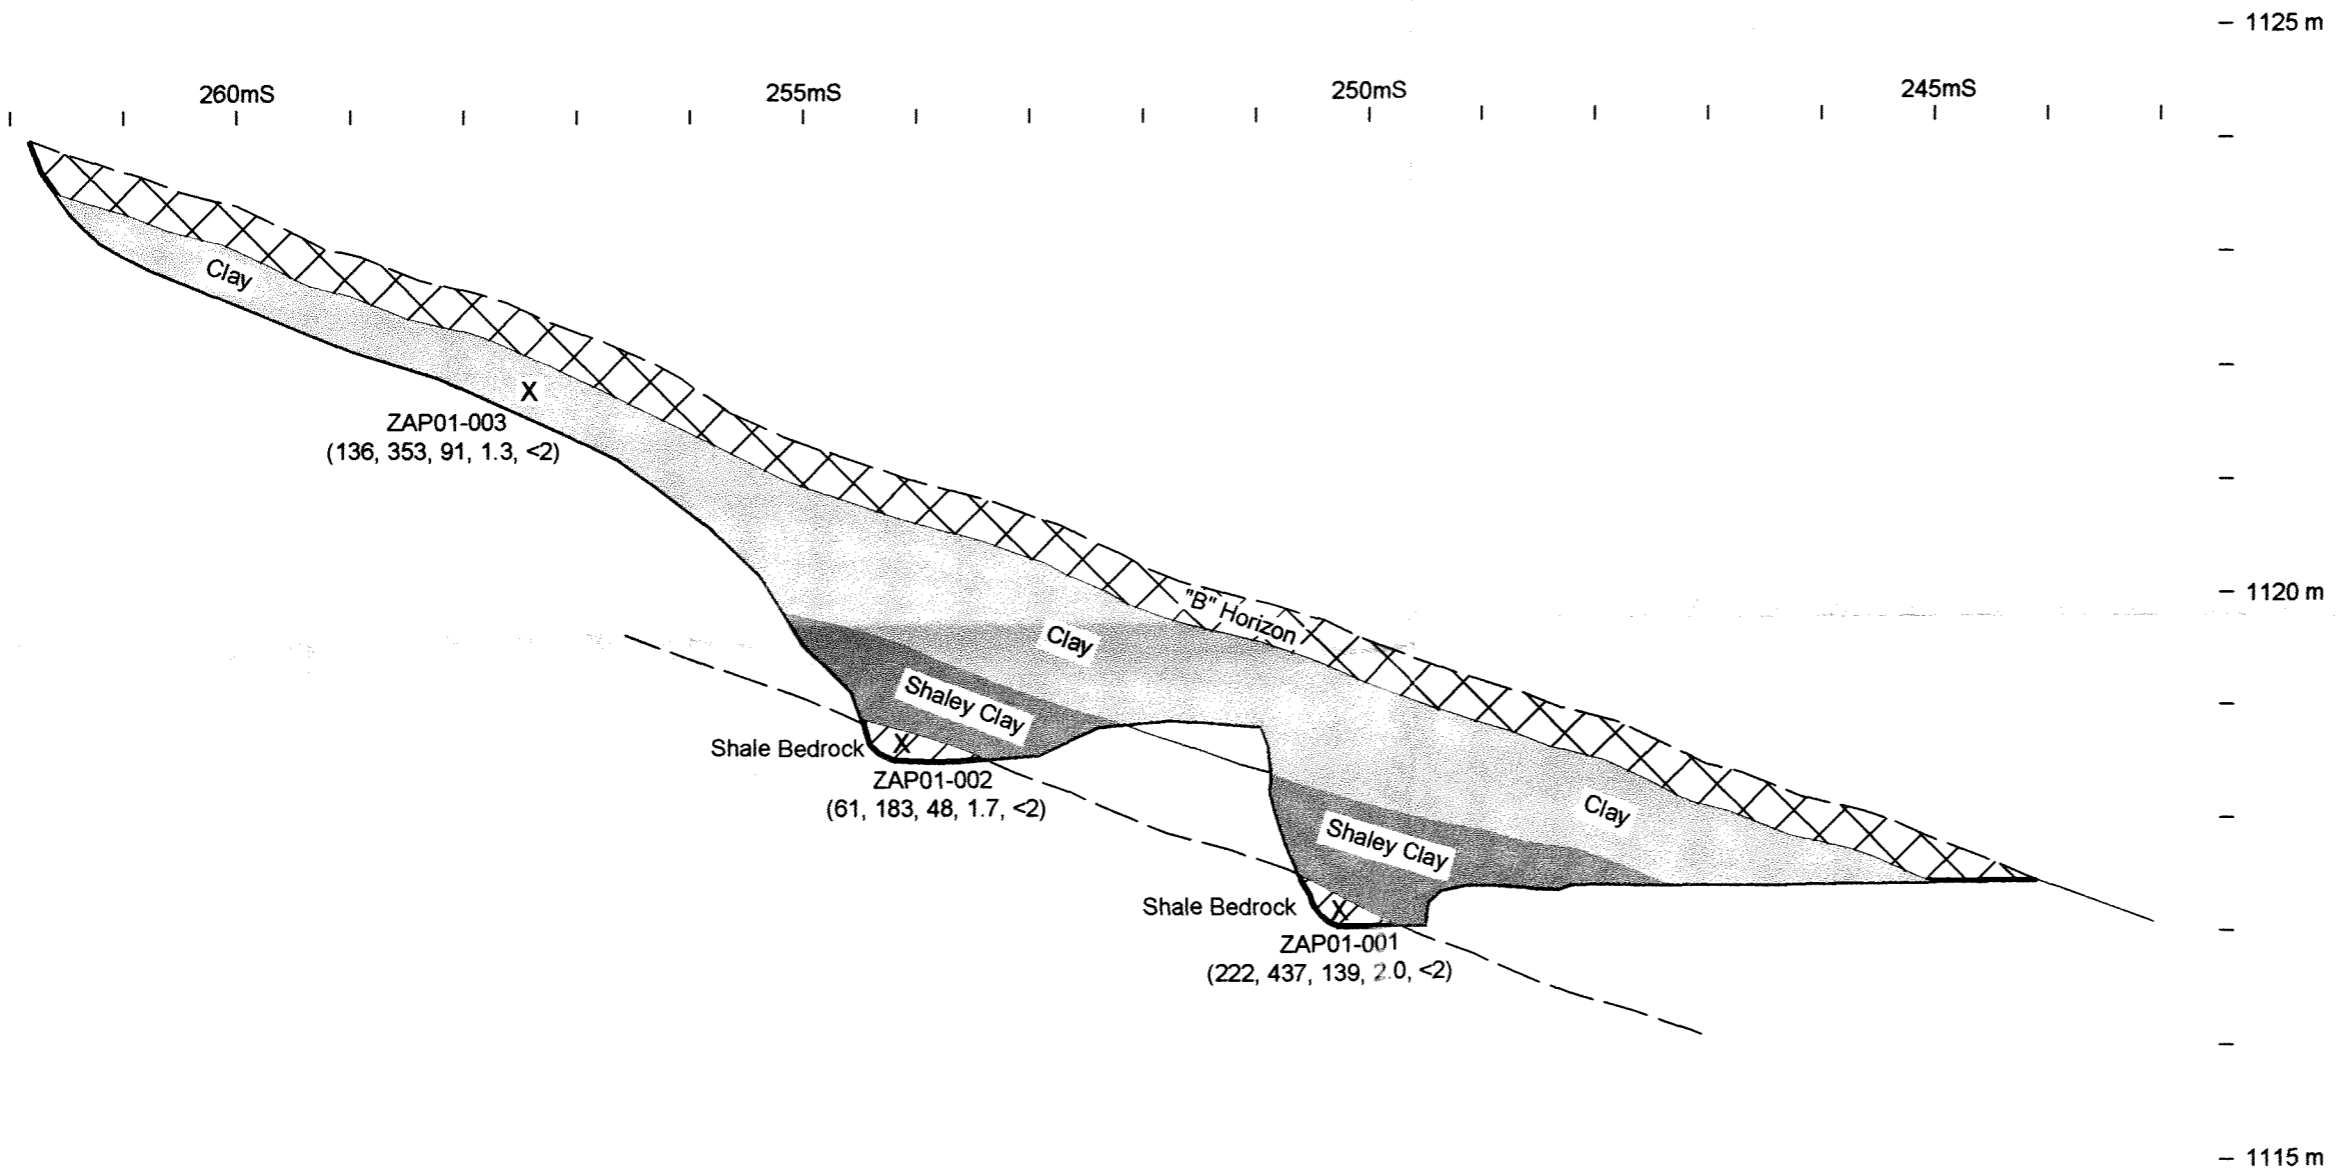 1125 m
260mS
255mS
250mS
245mS
Clay
X
ZAP01-003
(136, 353, 91, 1.3, <2)
"B" Horizon
1120 m
Clay
Shaley Clay
Shale Bedrock
X
ZAP01-002
(61, 183, 48, 1.7, <2)
Clay
Shaley Clay
Shale Bedrock
X
ZAP01-001
(222, 437, 139, 2.0, <2)
1115 m